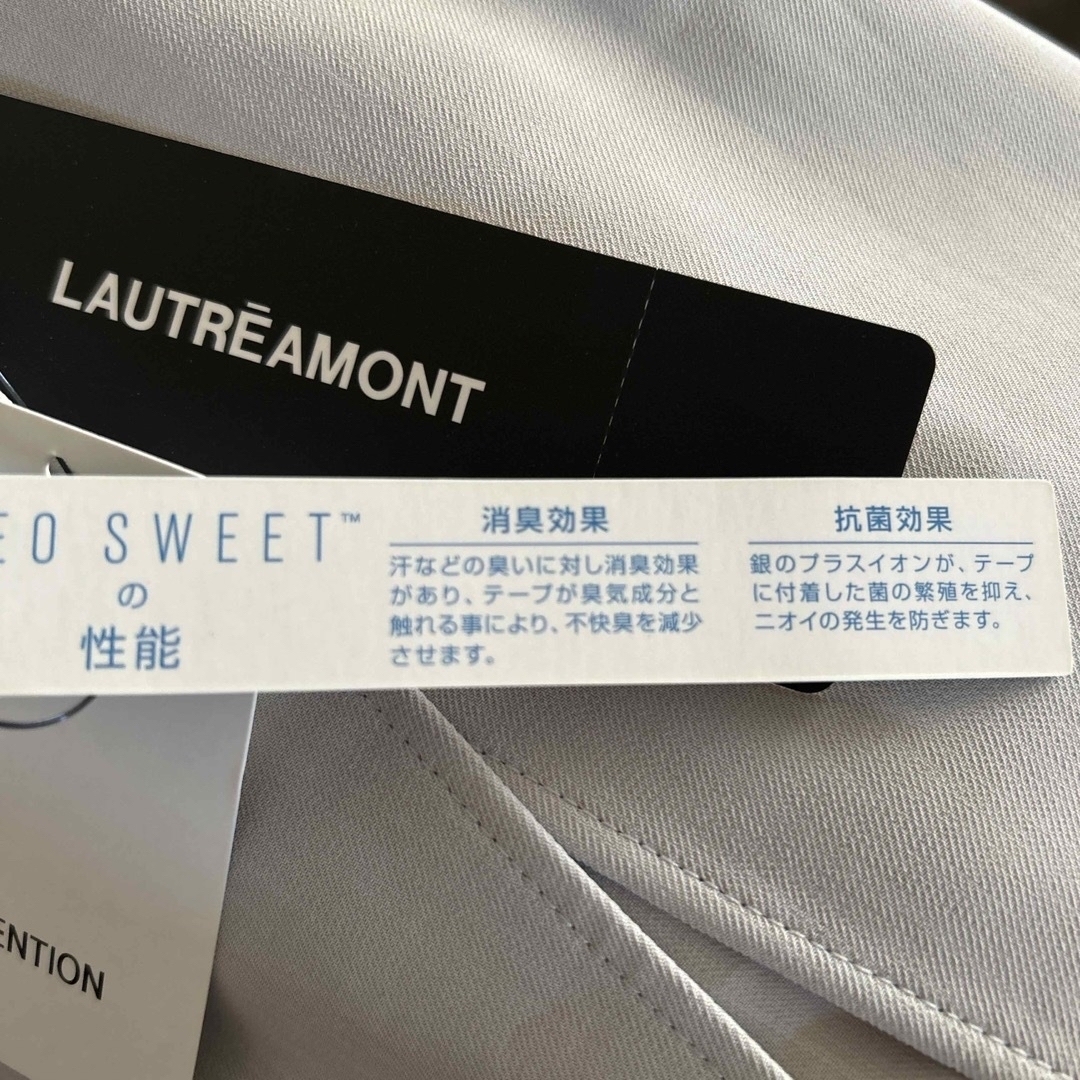 LAUTRĒAMONT
EO SWEET™
の
性能
消臭効果
汗などの臭いに対し消臭効果
があり、テープが臭気成分と
触れる事により、不快臭を減少
させます。
抗菌効果
銀のプラスイオンが、テープ
に付着した菌の繁殖を抑え、
ニオイの発生を防ぎます。
ENTION